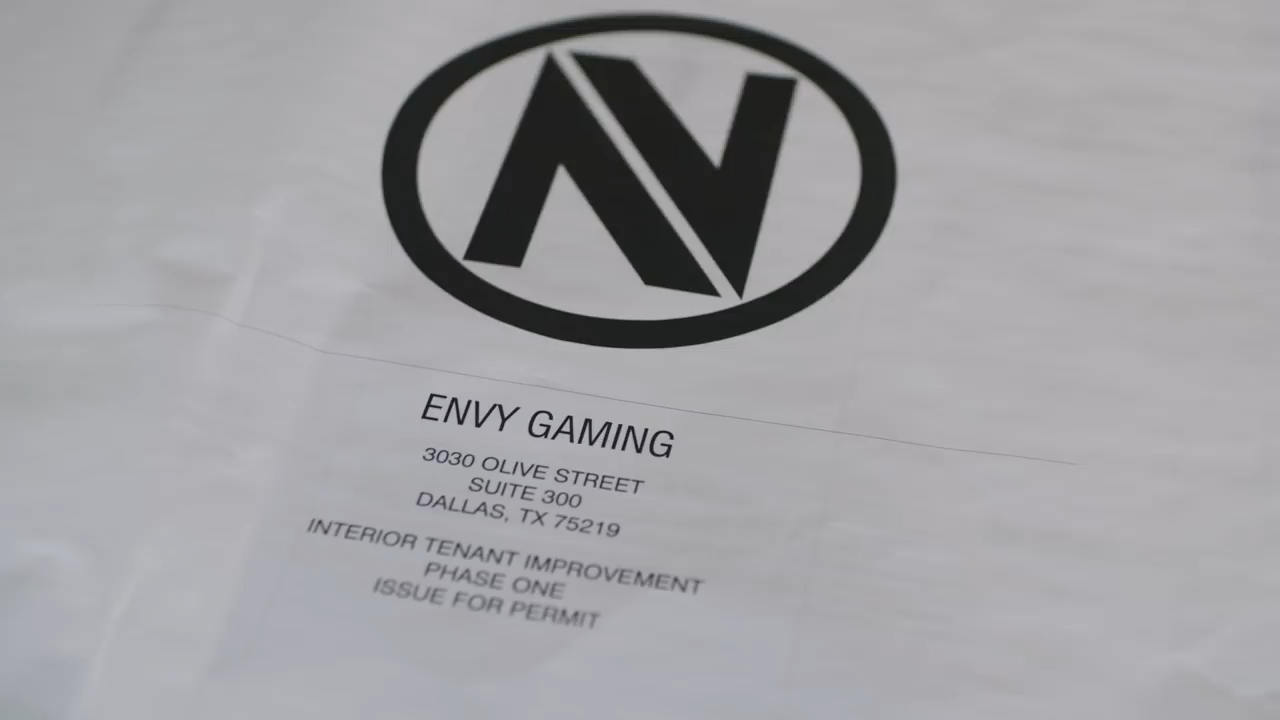 ENVY GAMING
3030 OLIVE STREET
SUITE 300
DALLAS, TX 75219
INTERIOR TENANT IMPROVEMENT
PHASE ONE
ISSUE FOR PERMIT